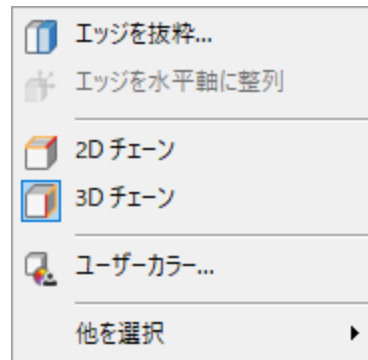 エッジを抜粋...
エッジを水平軸に整列
2D チェーン
3D チェーン
ユーザーカラー...
他を選択